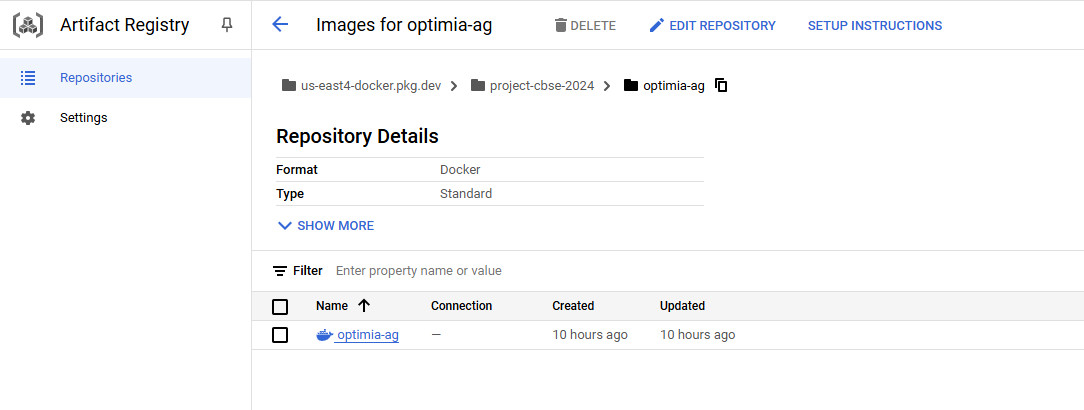 Artifact Registry
Images for optimia-ag DELETE EDIT REPOSITORY SETUP INSTRUCTIONS
Repositories
Settings
us-east4-docker.pkg.dev project-cbse-2024 optimia-ag
Repository Details
Format Docker
Type Standard
SHOW MORE
Filter Enter property name or value
Name Connection Created Updated
optimia-ag — 10 hours ago 10 hours ago